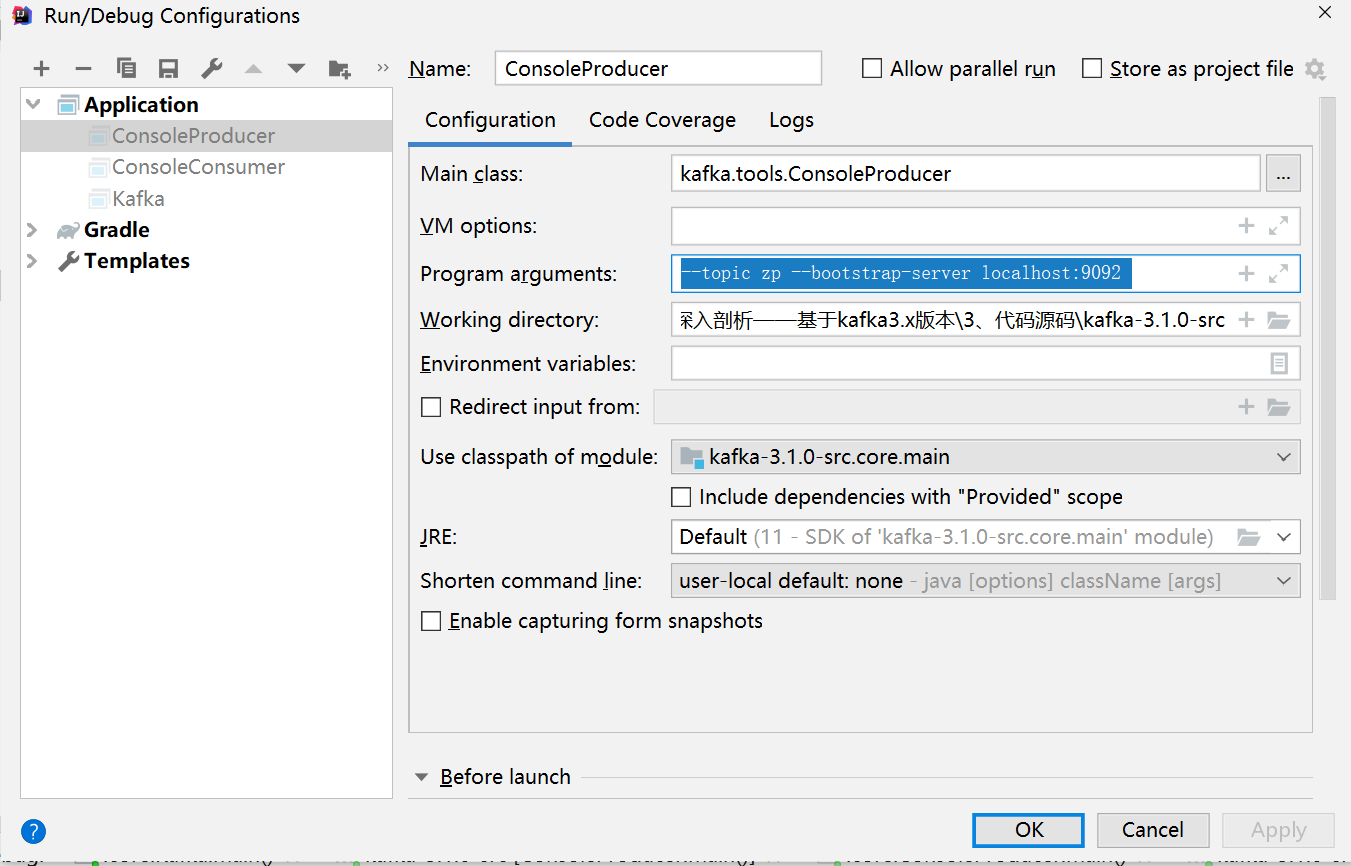 Run/Debug Configurations
Name: ConsoleProducer Allow parallel run Store as project file
Application
ConsoleProducer
ConsoleConsumer
Kafka
Gradle
Templates
Configuration Code Coverage Logs
Main class: kafka.tools.ConsoleProducer ...
VM options:
Program arguments: --topic zp --bootstrap-server localhost:9092
Working directory: 深入剖析——基于kafka3.x版本\3、代码源码\kafka-3.1.0-src
Environment variables:
Redirect input from:
Use classpath of module: kafka-3.1.0-src.core.main
Include dependencies with "Provided" scope
JRE: Default (11 - SDK of 'kafka-3.1.0-src.core.main' module)
Shorten command line: user-local default: none - java [options] className [args]
Enable capturing form snapshots
Before launch
? OK Cancel Apply